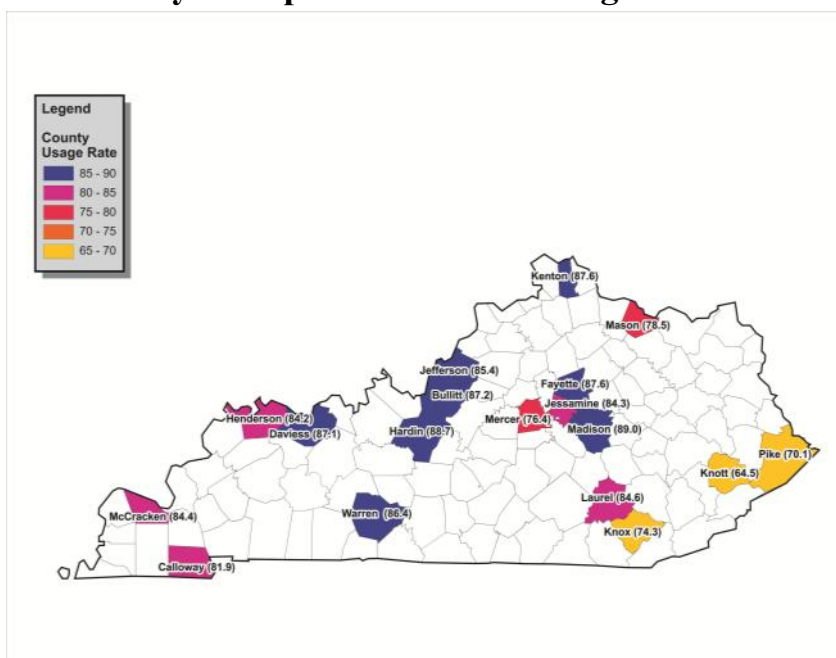 Legend
County
Usage Rate
85 - 90
80 - 85
75 - 80
70 - 75
65 - 70
Kenton (87.6)
Mason (78.5)
Jefferson (85.4)
Bullitt (87.2)
Fayette (87.6)
Jessamine (84.3)
Henderson (84.2)
Daviess (87.1)
Hardin (88.7)
Mercer (76.4)
Madison (89.0)
Pike (70.1)
Knott (64.5)
Laurel (84.6)
McCracken (84.4)
Warren (86.4)
Knox (74.3)
Calloway (81.9)